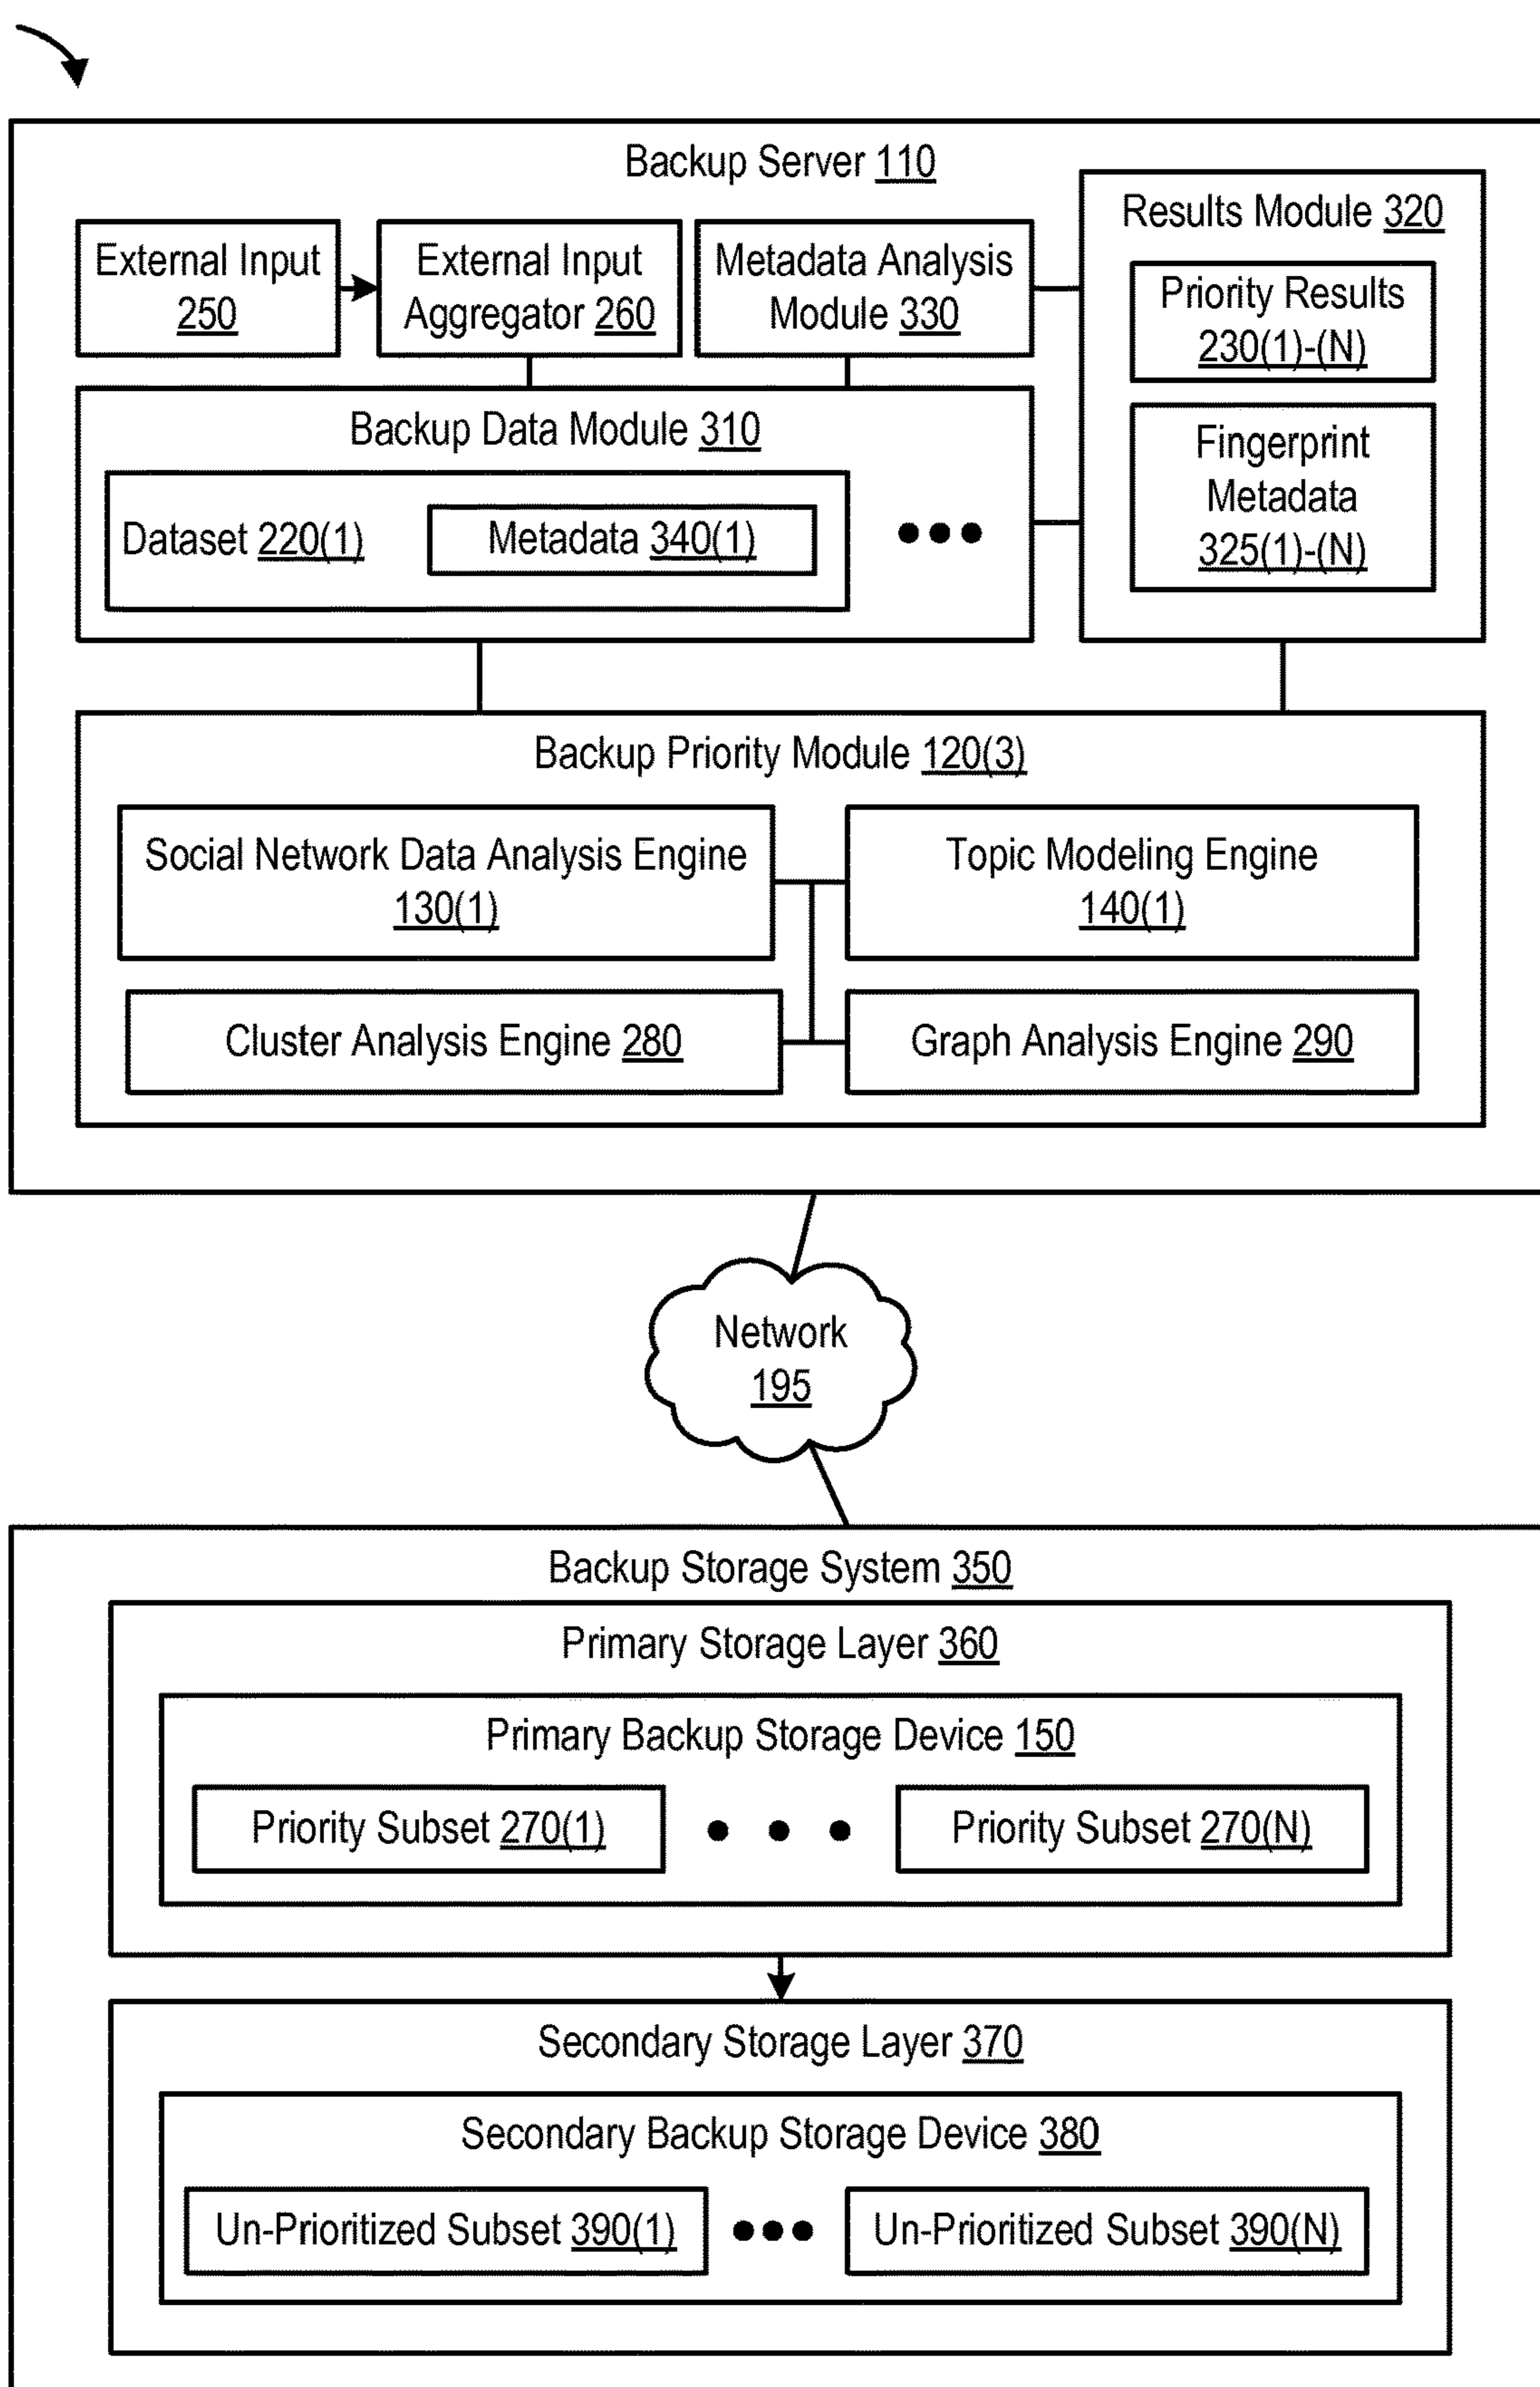 Backup Server 110
External Input
250
External Input
Aggregator 260
Metadata Analysis
Module 330
Results Module 320
Priority Results
230(1)-(N)
Fingerprint
Metadata
325(1)-(N)
Backup Data Module 310
Dataset 220(1)
Metadata 340(1)
Backup Priority Module 120(3)
Social Network Data Analysis Engine
130(1)
Topic Modeling Engine
140(1)
Cluster Analysis Engine 280
Graph Analysis Engine 290
Network
195
Backup Storage System 350
Primary Storage Layer 360
Primary Backup Storage Device 150
Priority Subset 270(1)
Priority Subset 270(N)
Secondary Storage Layer 370
Secondary Backup Storage Device 380
Un-Prioritized Subset 390(1)
Un-Prioritized Subset 390(N)